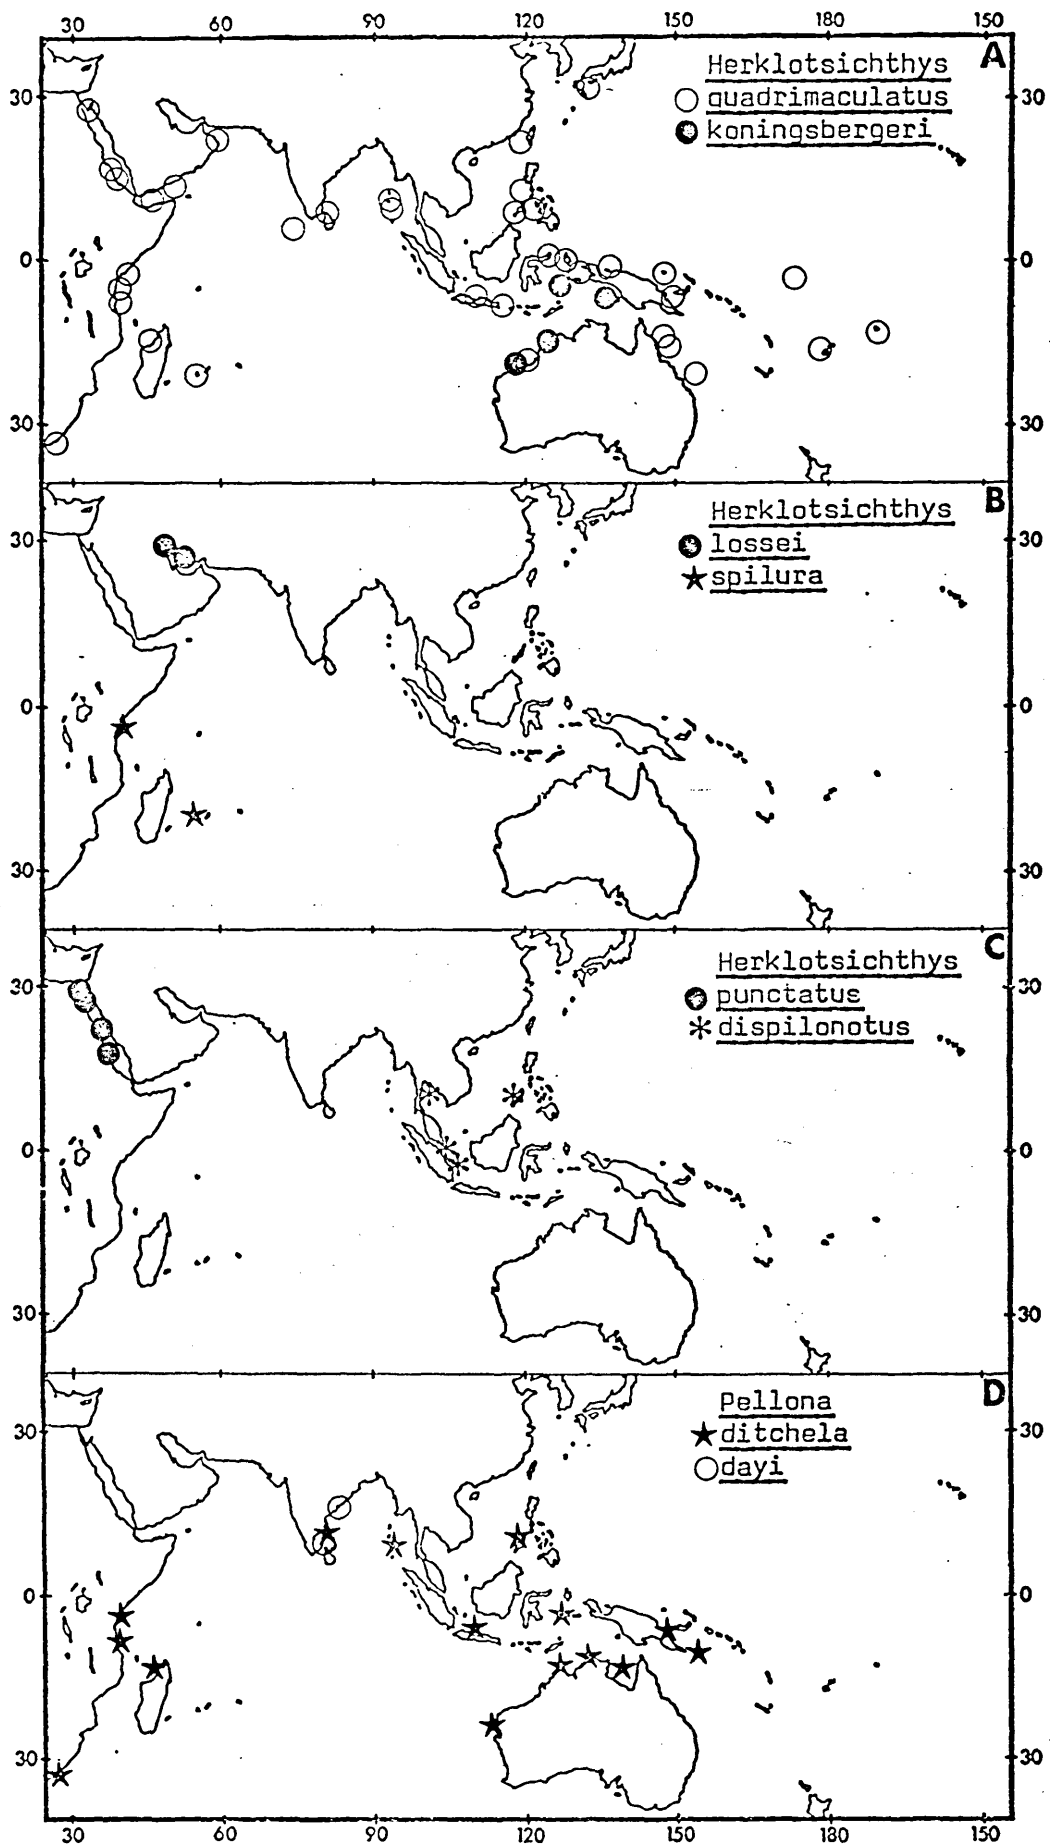 30 60 90 120 150 180 150
A
Herklotsichthys
quadrimaculatus
koningsbergeri
30 30
0 0
30 30
B
Herklotsichthys
lossei
spilura
30 30
0 0
30 30
C
Herklotsichthys
punctatus
dispilonotus
30 30
0 0
30 30
D
Pellona
ditchela
dayi
30 30
0 0
30 30
30 60 90 120 150 180 150